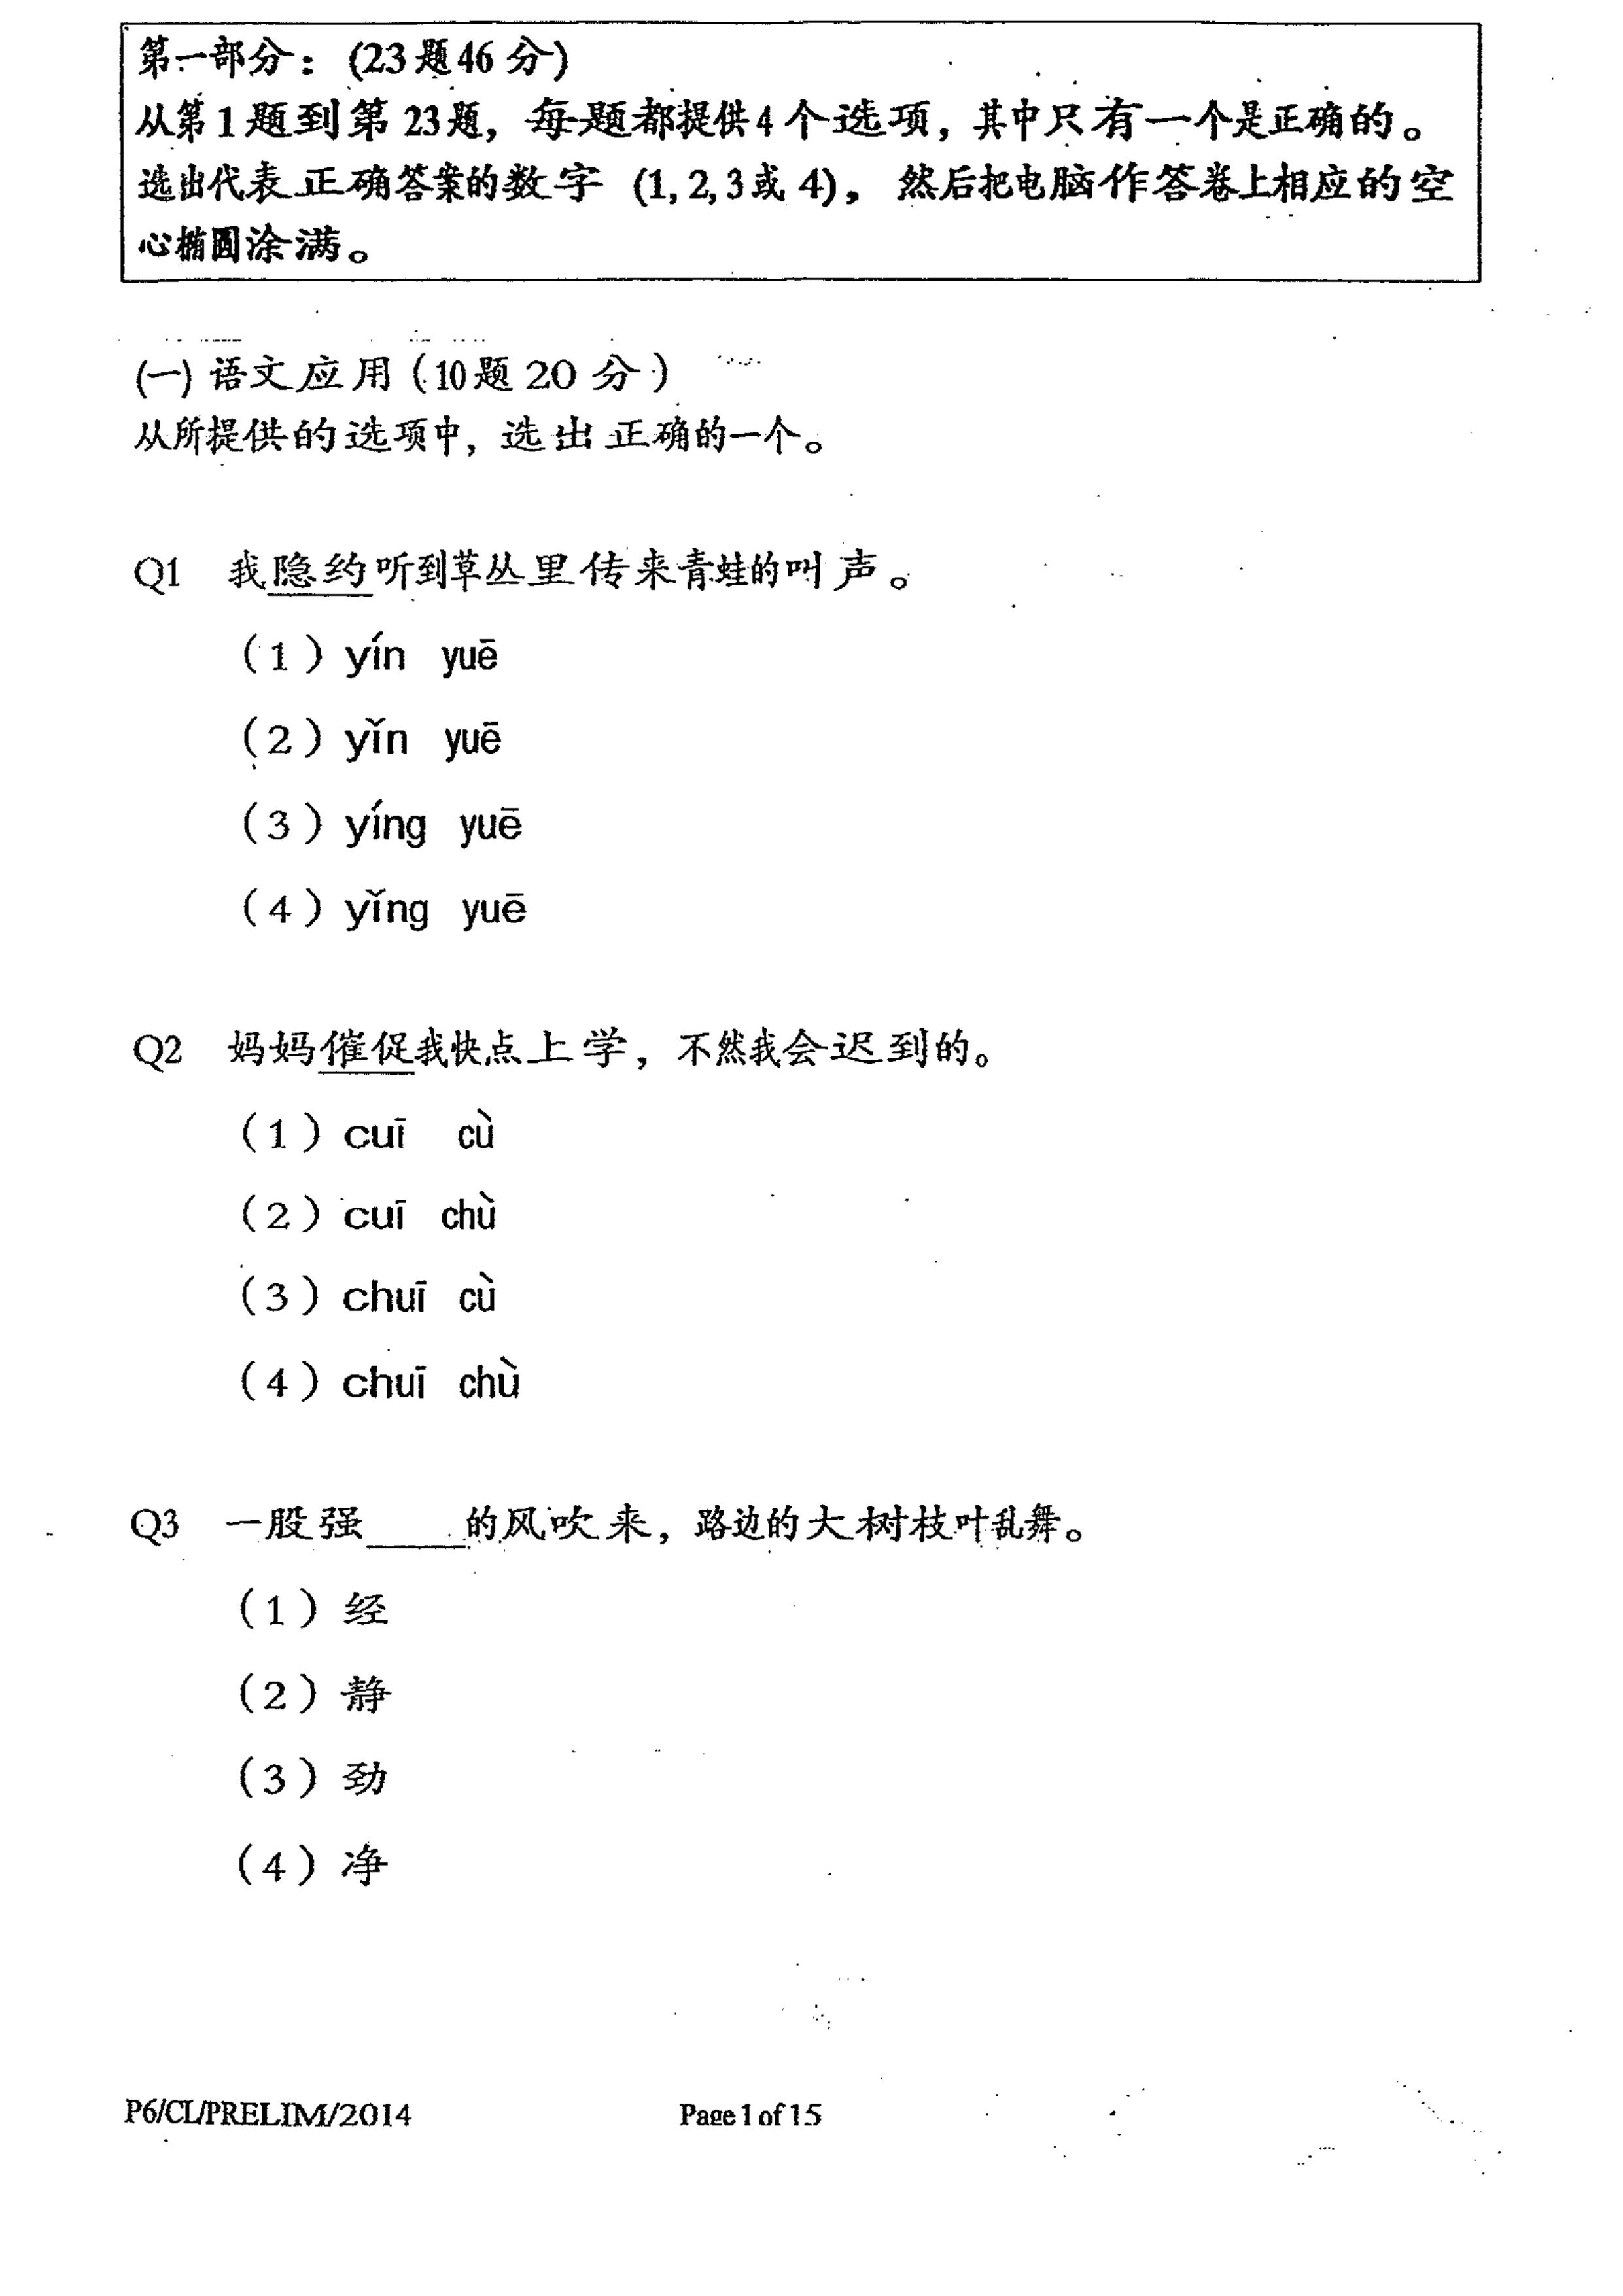 第一部分：(23题46分)
从第1题到第23题，每题都提供4个选项，其中只有一个是正确的。
选出代表正确答案的数字 (1, 2, 3或 4)，然后把电脑作答卷上相应的空
心椭圆涂满。
(一) 语文应用（10题20分）
从所提供的选项中，选出正确的一个。
Q1 我隐约听到草丛里传来青蛙的叫声。
（1）yín yuē
（2）yǐn yuē
（3）yíng yuē
（4）yǐng yuē
Q2 妈妈催促我快点上学，不然我会迟到的。
（1）cuī cù
（2）cuī chù
（3）chuī cù
（4）chuī chù
Q3 一股强____的风吹来，路边的大树枝叶乱舞。
（1）经
（2）静
（3）劲
（4）净
P6/CL/PRELIM/2014 Page 1 of 15